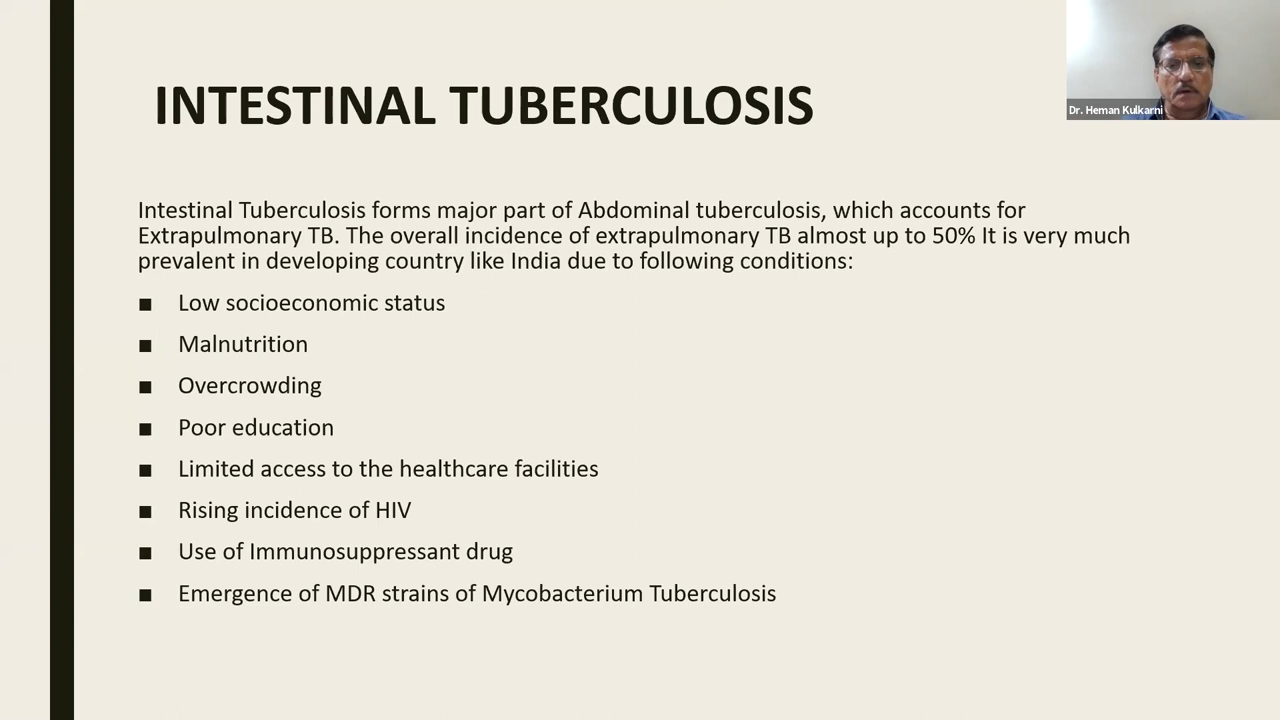 INTESTINAL TUBERCULOSIS
Dr. Heman Kulkarni
Intestinal Tuberculosis forms major part of Abdominal tuberculosis, which accounts for
Extrapulmonary TB. The overall incidence of extrapulmonary TB almost up to 50% It is very much
prevalent in developing country like India due to following conditions:
■ Low socioeconomic status
■ Malnutrition
■ Overcrowding
■ Poor education
■ Limited access to the healthcare facilities
■ Rising incidence of HIV
■ Use of Immunosuppressant drug
■ Emergence of MDR strains of Mycobacterium Tuberculosis